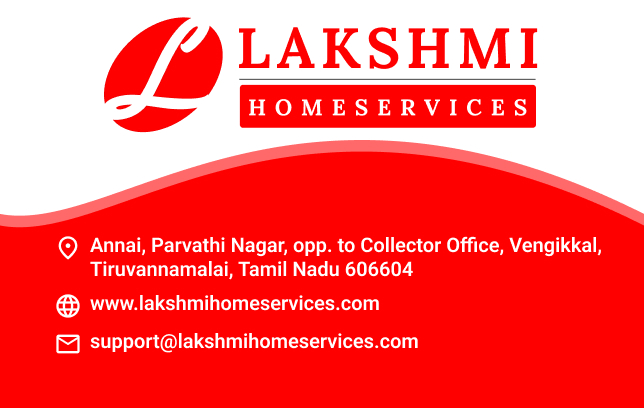 L
LAKSHMI
HOMESERVICES
Annai, Parvathi Nagar, opp. to Collector Office, Vengikkal,
Tiruvannamalai, Tamil Nadu 606604
www.lakshmihomeservices.com
support@lakshmihomeservices.com